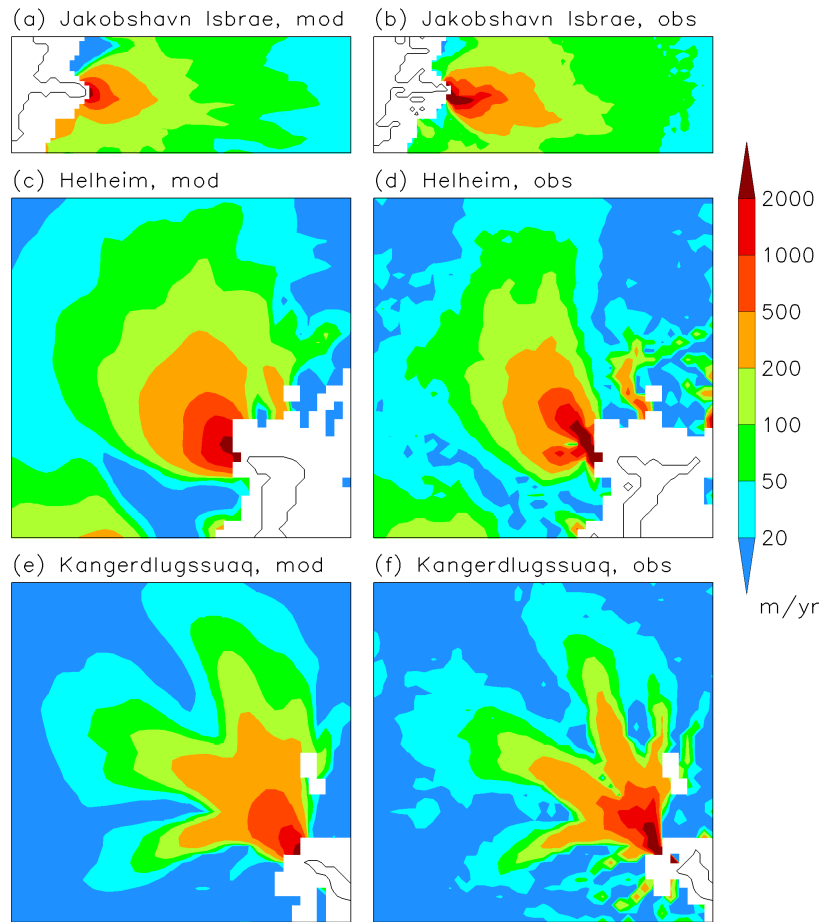 (a) Jakobshavn Isbrae, mod
(b) Jakobshavn Isbrae, obs
(c) Helheim, mod
(d) Helheim, obs
2000
1000
500
200
100
50
20
m/yr
(e) Kangerdlugssuaq, mod
(f) Kangerdlugssuaq, obs